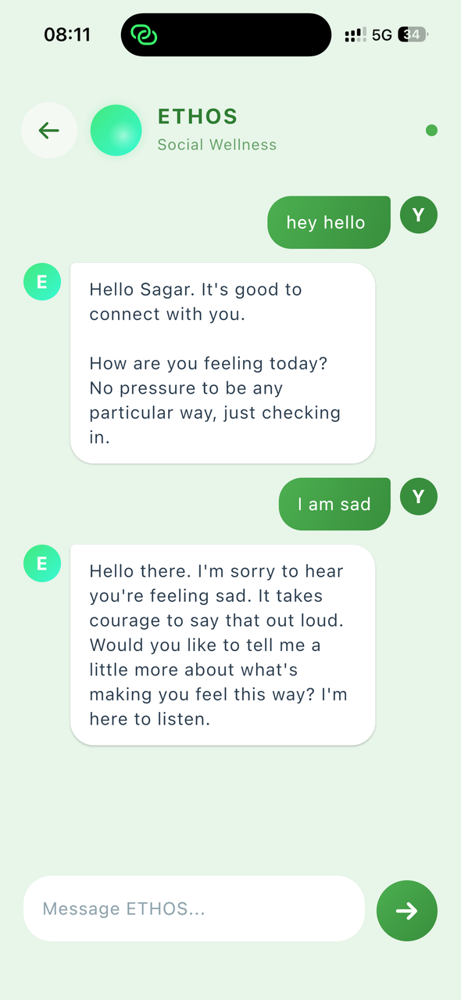 08:11
5G
34
ETHOS
Social Wellness
hey hello
Y
E
Hello Sagar. It's good to
connect with you.
How are you feeling today?
No pressure to be any
particular way, just checking
in.
I am sad
Y
E
Hello there. I'm sorry to hear
you're feeling sad. It takes
courage to say that out loud.
Would you like to tell me a
little more about what's
making you feel this way? I'm
here to listen.
Message ETHOS...